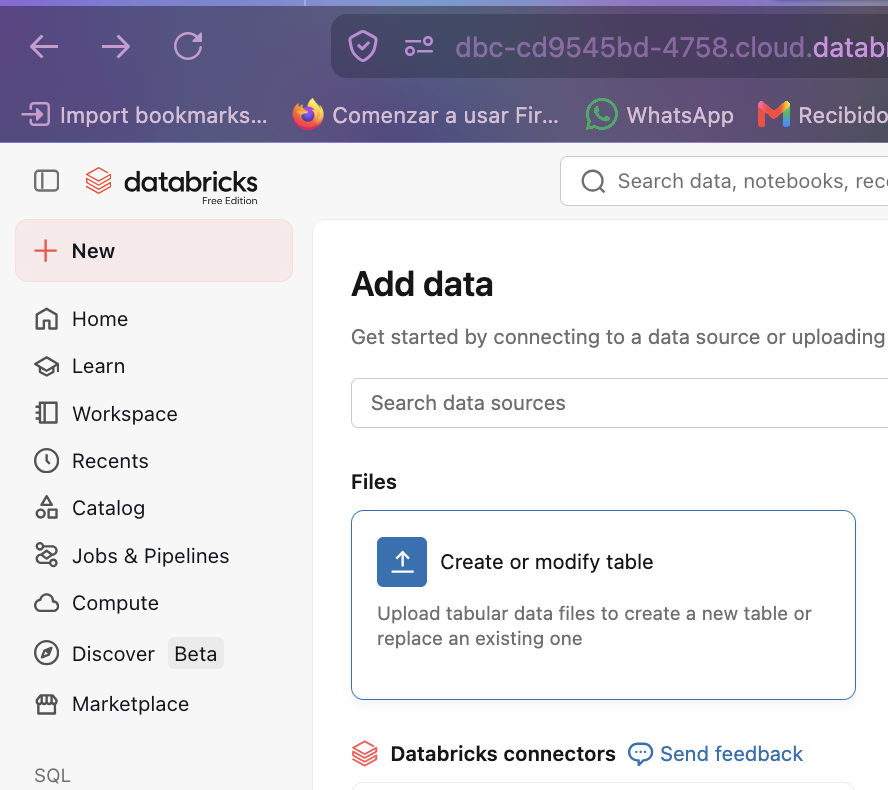 dbc-cd9545bd-4758.cloud.datab
Import bookmarks...
Comenzar a usar Fir...
WhatsApp
Recibido
databricks
Free Edition
Search data, notebooks, rec
New
Home
Learn
Workspace
Recents
Catalog
Jobs & Pipelines
Compute
Discover Beta
Marketplace
SQL
Add data
Get started by connecting to a data source or uploading
Search data sources
Files
Create or modify table
Upload tabular data files to create a new table or
replace an existing one
Databricks connectors Send feedback